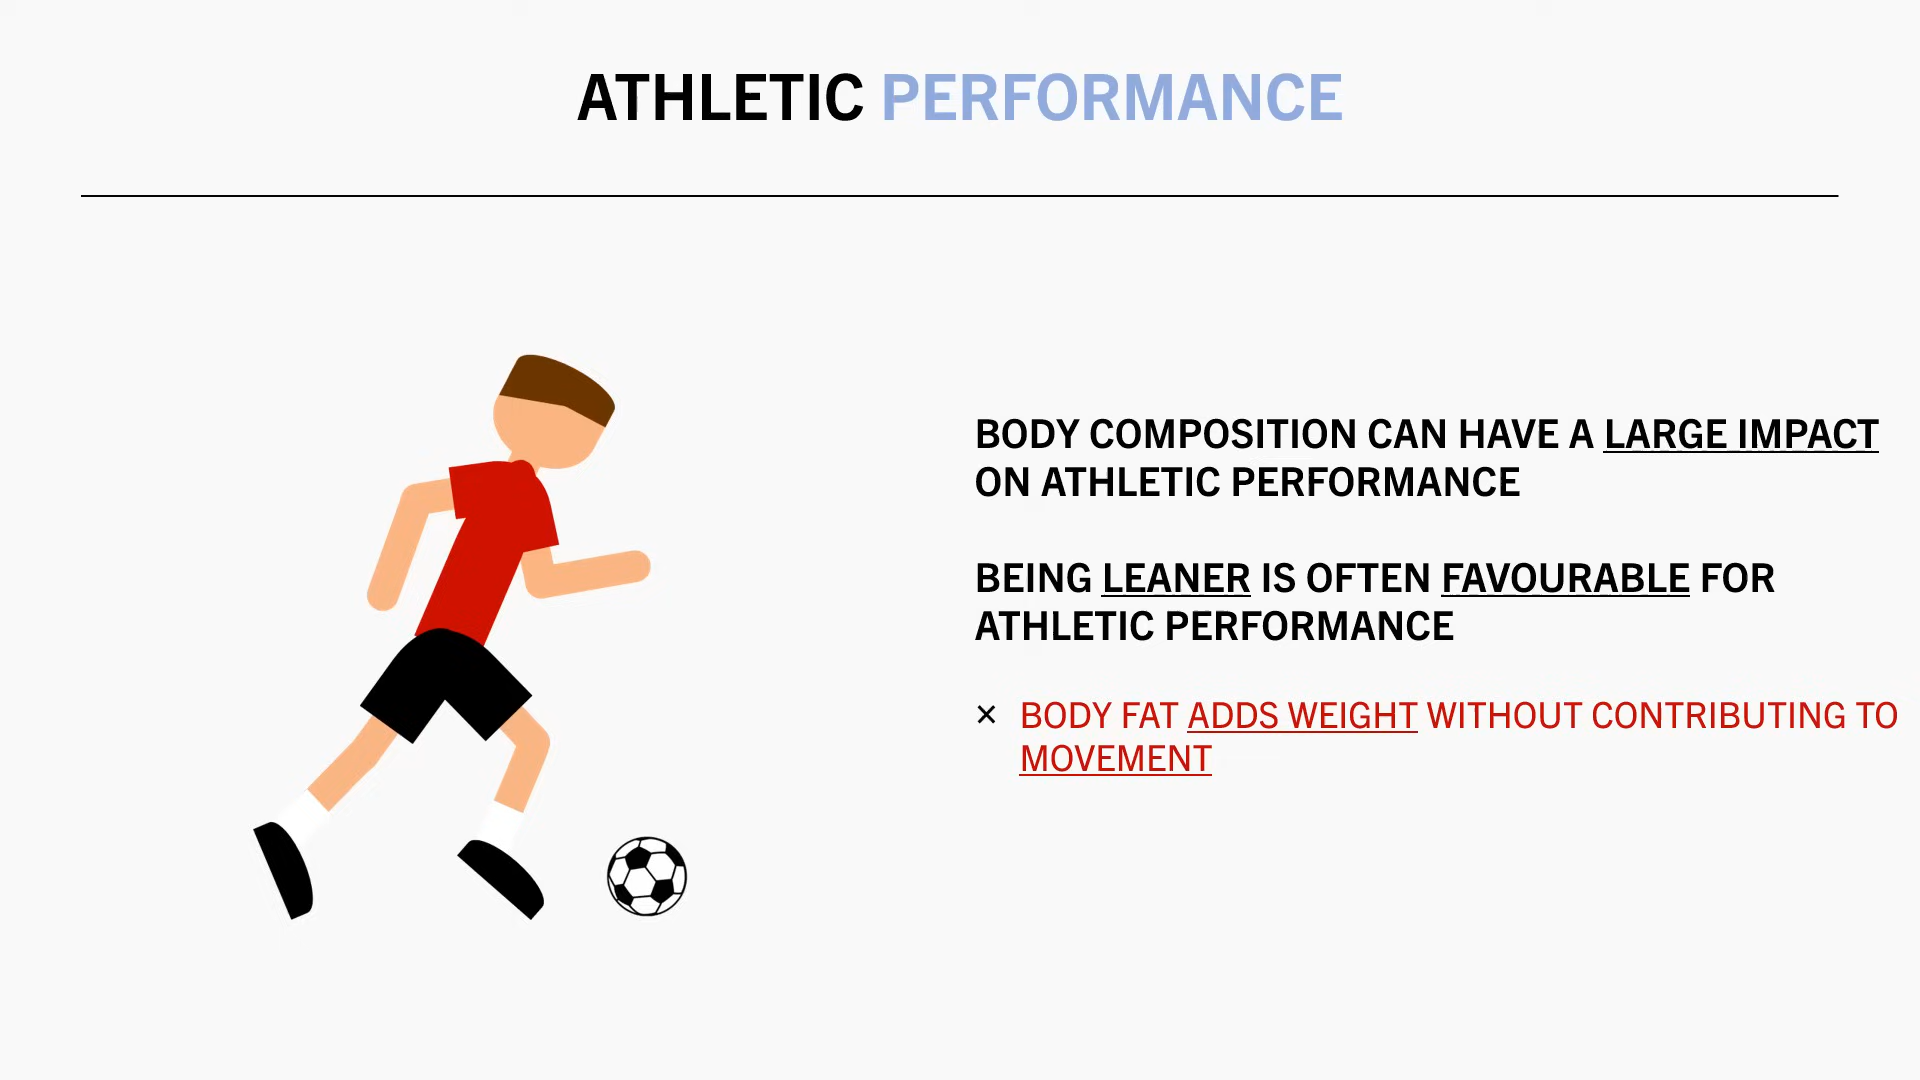 ATHLETIC PERFORMANCE
BODY COMPOSITION CAN HAVE A LARGE IMPACT
ON ATHLETIC PERFORMANCE
BEING LEANER IS OFTEN FAVOURABLE FOR
ATHLETIC PERFORMANCE
× BODY FAT ADDS WEIGHT WITHOUT CONTRIBUTING TO
MOVEMENT